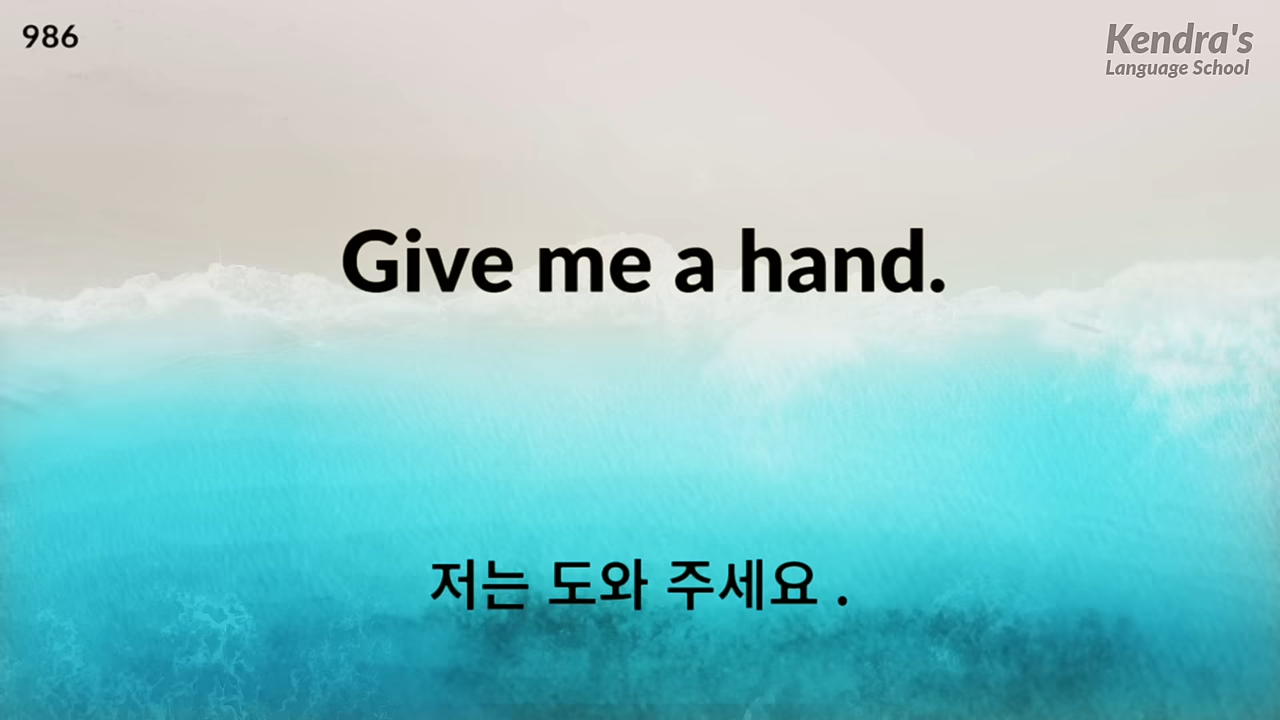 986
Kendra's
Language School
Give me a hand.
저는 도와 주세요 .